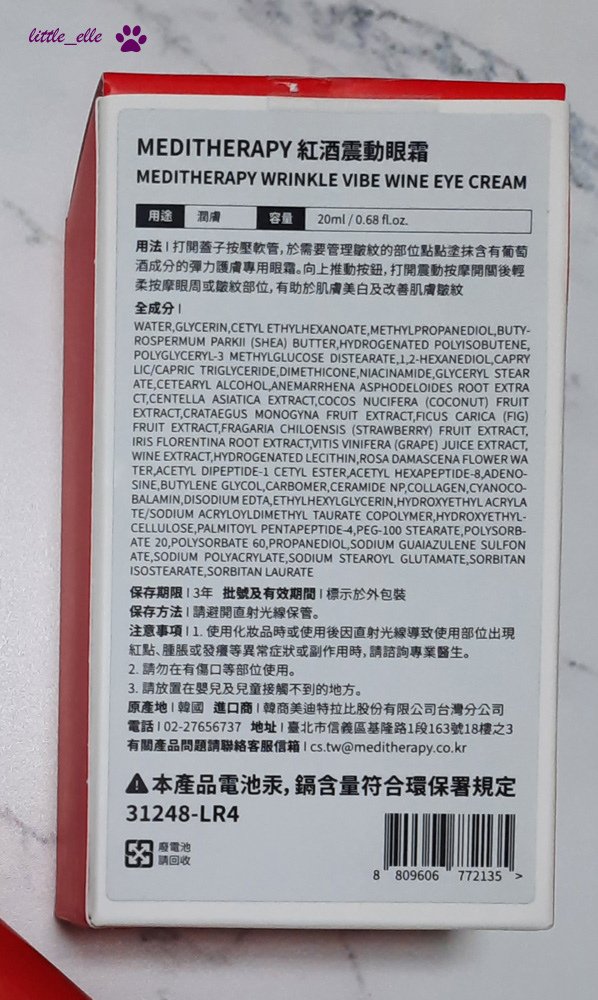 little_elle
MEDITHERAPY 紅酒震動眼霜
MEDITHERAPY WRINKLE VIBE WINE EYE CREAM
用途 潤膚 容量 20ml / 0.68 fl.oz.
用法 | 打開蓋子按壓軟管，於需要管理皺紋的部位點點塗抹含有葡萄
酒成分的彈力護膚專用眼霜。向上推動按鈕，打開震動按摩開關後輕
柔按摩眼周或皺紋部位，有助於肌膚美白及改善肌膚皺紋
全成分 |
WATER,GLYCERIN,CETYL ETHYLHEXANOATE,METHYLPROPANEDIOL,BUTY-
ROSPERMUM PARKII (SHEA) BUTTER,HYDROGENATED POLYISOBUTENE,
POLYGLYCERYL-3 METHYLGLUCOSE DISTEARATE,1,2-HEXANEDIOL,CAPRY
LIC/CAPRIC TRIGLYCERIDE,DIMETHICONE,NIACINAMIDE,GLYCERYL STEAR
ATE,CETEARYL ALCOHOL,ANEMARRHENA ASPHODELOIDES ROOT EXTRA
CT,CENTELLA ASIATICA EXTRACT,COCOS NUCIFERA (COCONUT) FRUIT
EXTRACT,CRATAEGUS MONOGYNA FRUIT EXTRACT,FICUS CARICA (FIG)
FRUIT EXTRACT,FRAGARIA CHILOENSIS (STRAWBERRY) FRUIT EXTRACT,
IRIS FLORENTINA ROOT EXTRACT,VITIS VINIFERA (GRAPE) JUICE EXTRACT,
WINE EXTRACT,HYDROGENATED LECITHIN,ROSA DAMASCENA FLOWER WA
TER,ACETYL DIPEPTIDE-1 CETYL ESTER,ACETYL HEXAPEPTIDE-8,ADENO-
SINE,BUTYLENE GLYCOL,CARBOMER,CERAMIDE NP,COLLAGEN,CYANOCO-
BALAMIN,DISODIUM EDTA,ETHYLHEXYLGLYCERIN,HYDROXYETHYL ACRYLA
TE/SODIUM ACRYLOYLDIMETHYL TAURATE COPOLYMER,HYDROXYETHYL-
CELLULOSE,PALMITOYL PENTAPEPTIDE-4,PEG-100 STEARATE,POLYSORB-
ATE 20,POLYSORBATE 60,PROPANEDIOL,SODIUM GUAIAZULENE SULFON
ATE,SODIUM POLYACRYLATE,SODIUM STEAROYL GLUTAMATE,SORBITAN
ISOSTEARATE,SORBITAN LAURATE
保存期限 | 3年 批號及有效期間 | 標示於外包裝
保存方法 | 請避開直射光線保管。
注意事項 | 1. 使用化妝品時或使用後因直射光線導致使用部位出現
紅點、腫脹或發癢等異常症狀或副作用時，請諮詢專業醫生。
2. 請勿在有傷口等部位使用。
3. 請放置在嬰兒及兒童接觸不到的地方。
原產地 | 韓國 進口商 | 韓商美迪特拉比股份有限公司台灣分公司
電話 | 02-27656737 地址 | 臺北市信義區基隆路1段163號18樓之3
有關產品問題請聯絡客服信箱 | cs.tw@meditherapy.co.kr
本產品電池汞，鎘含量符合環保署規定
31248-LR4
廢電池
請回收
8 809606 772135 >